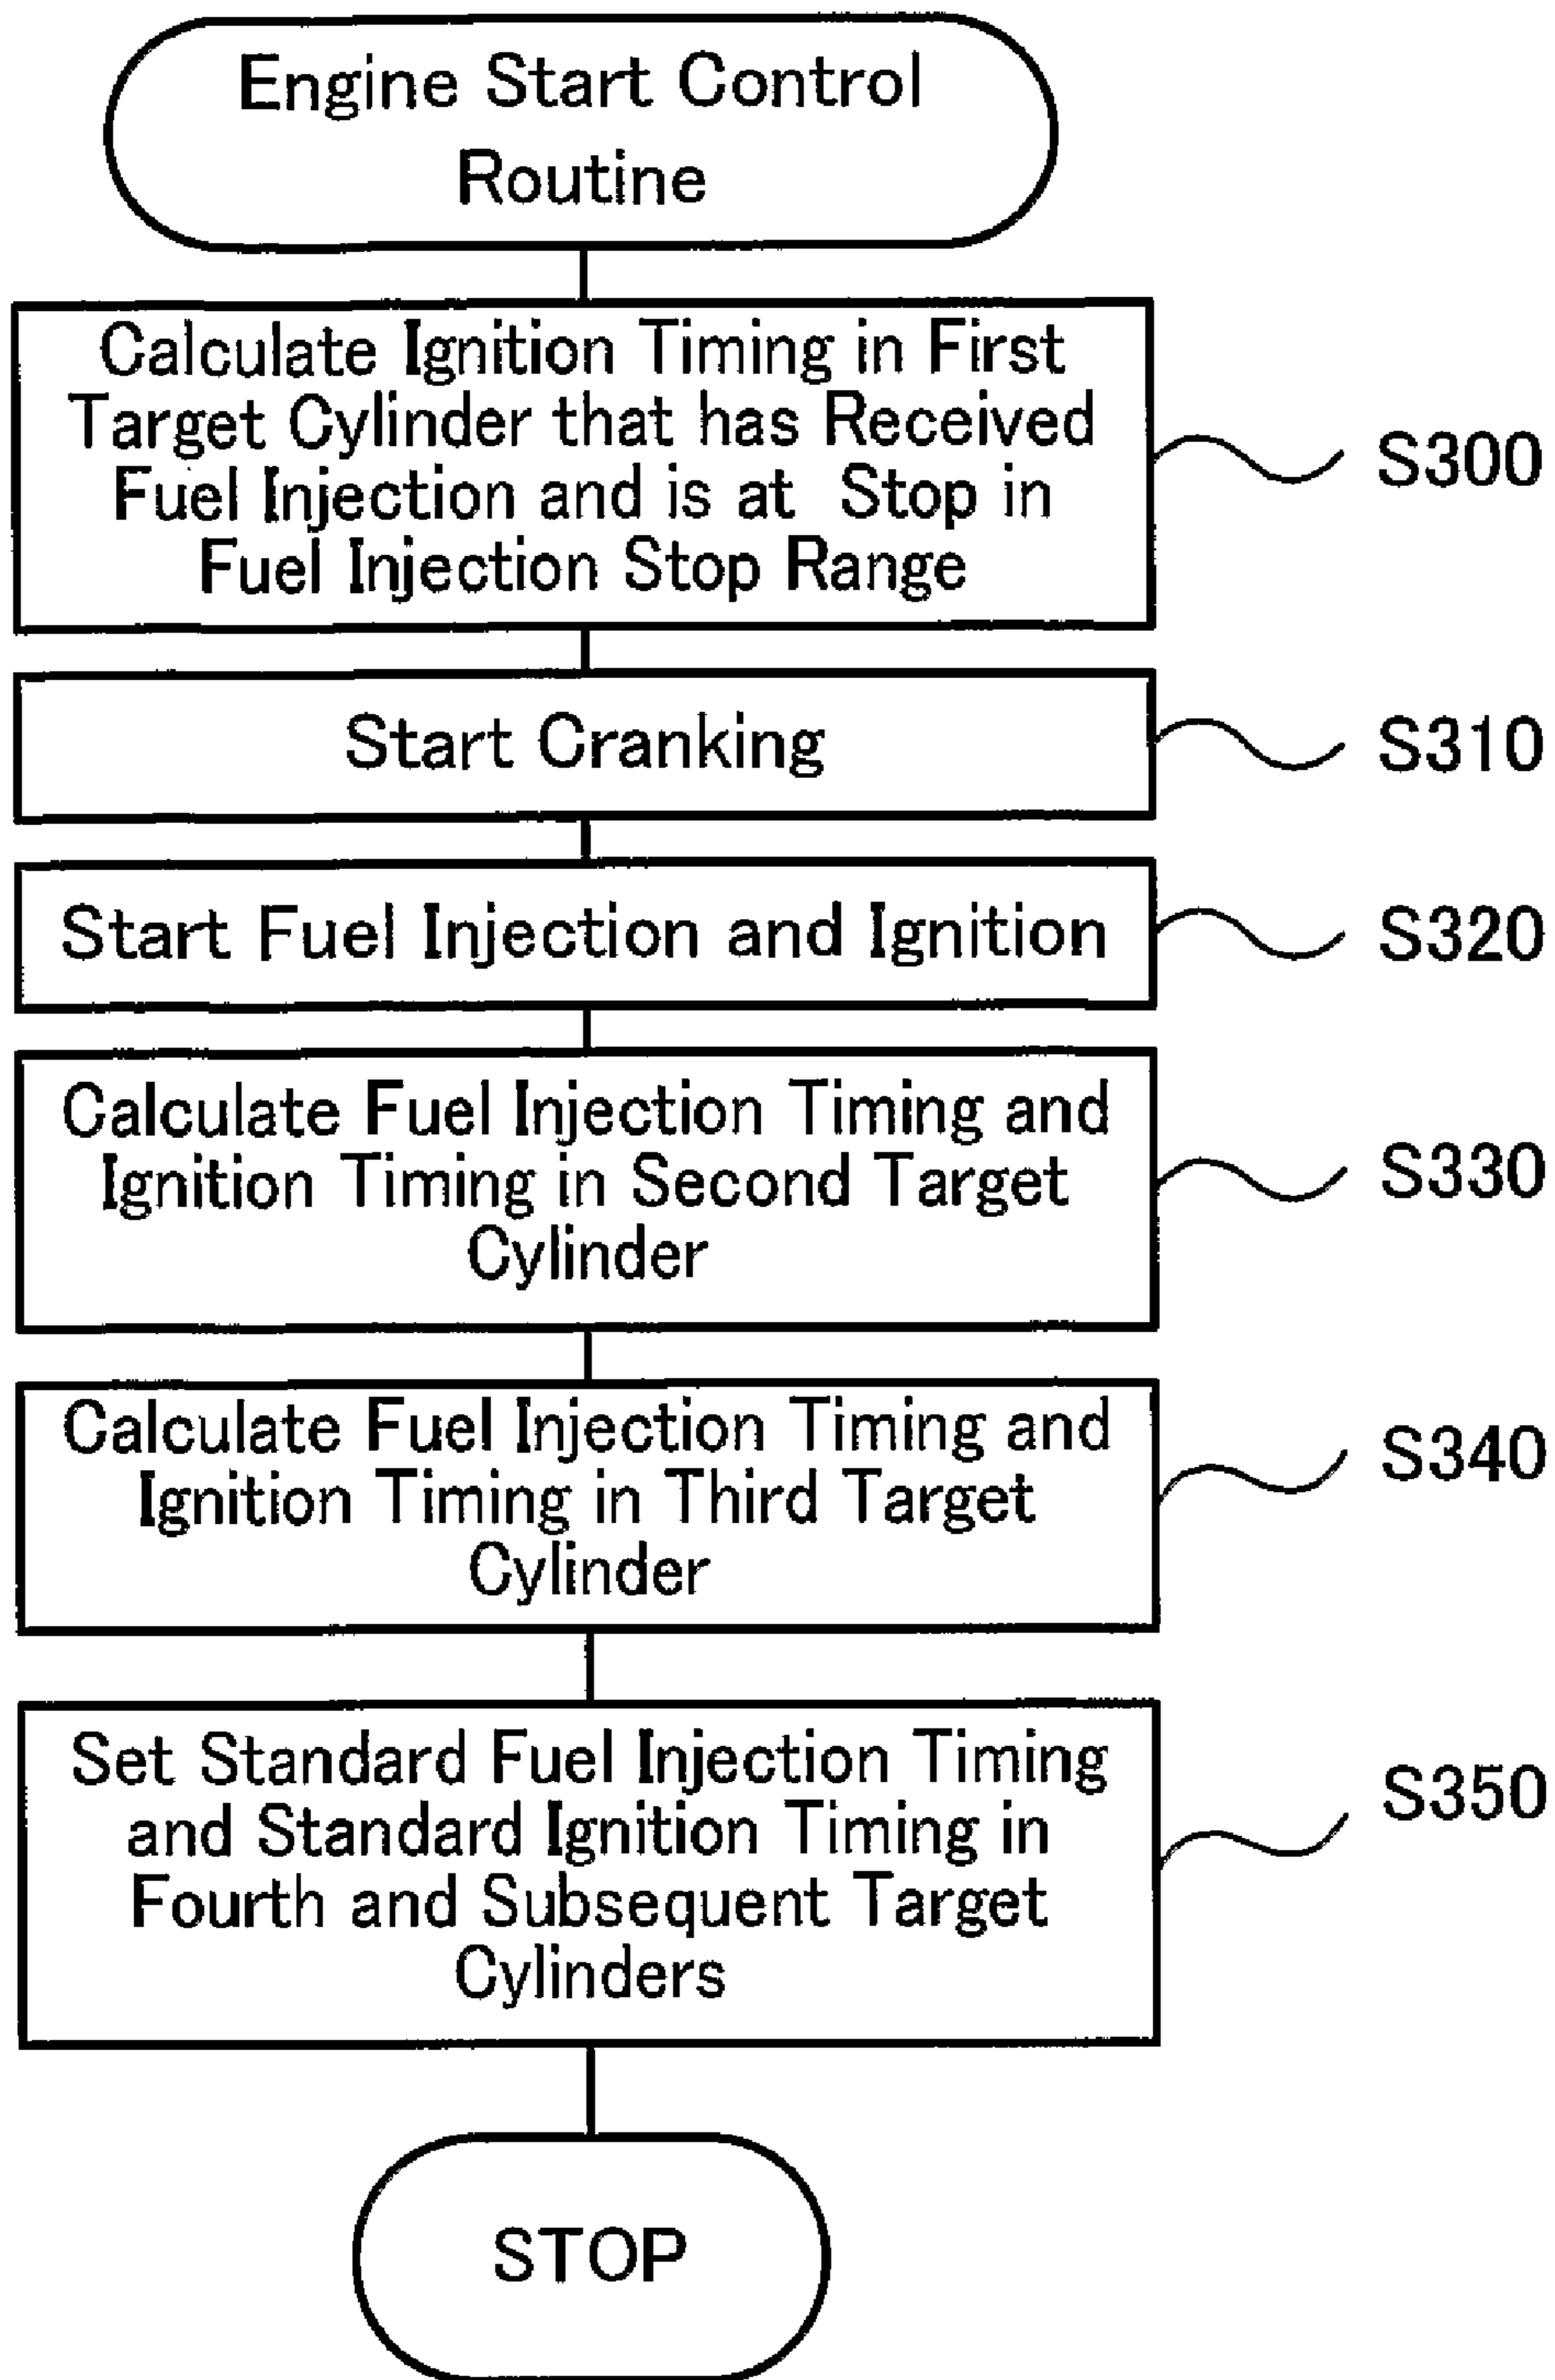 Engine Start Control
Routine
Calculate Ignition Timing in First
Target Cylinder that has Received
Fuel Injection and is at Stop in
Fuel Injection Stop Range
S300
Start Cranking
S310
Start Fuel Injection and Ignition
S320
Calculate Fuel Injection Timing and
Ignition Timing in Second Target
Cylinder
S330
Calculate Fuel Injection Timing and
Ignition Timing in Third Target
Cylinder
S340
Set Standard Fuel Injection Timing
and Standard Ignition Timing in
Fourth and Subsequent Target
Cylinders
S350
STOP